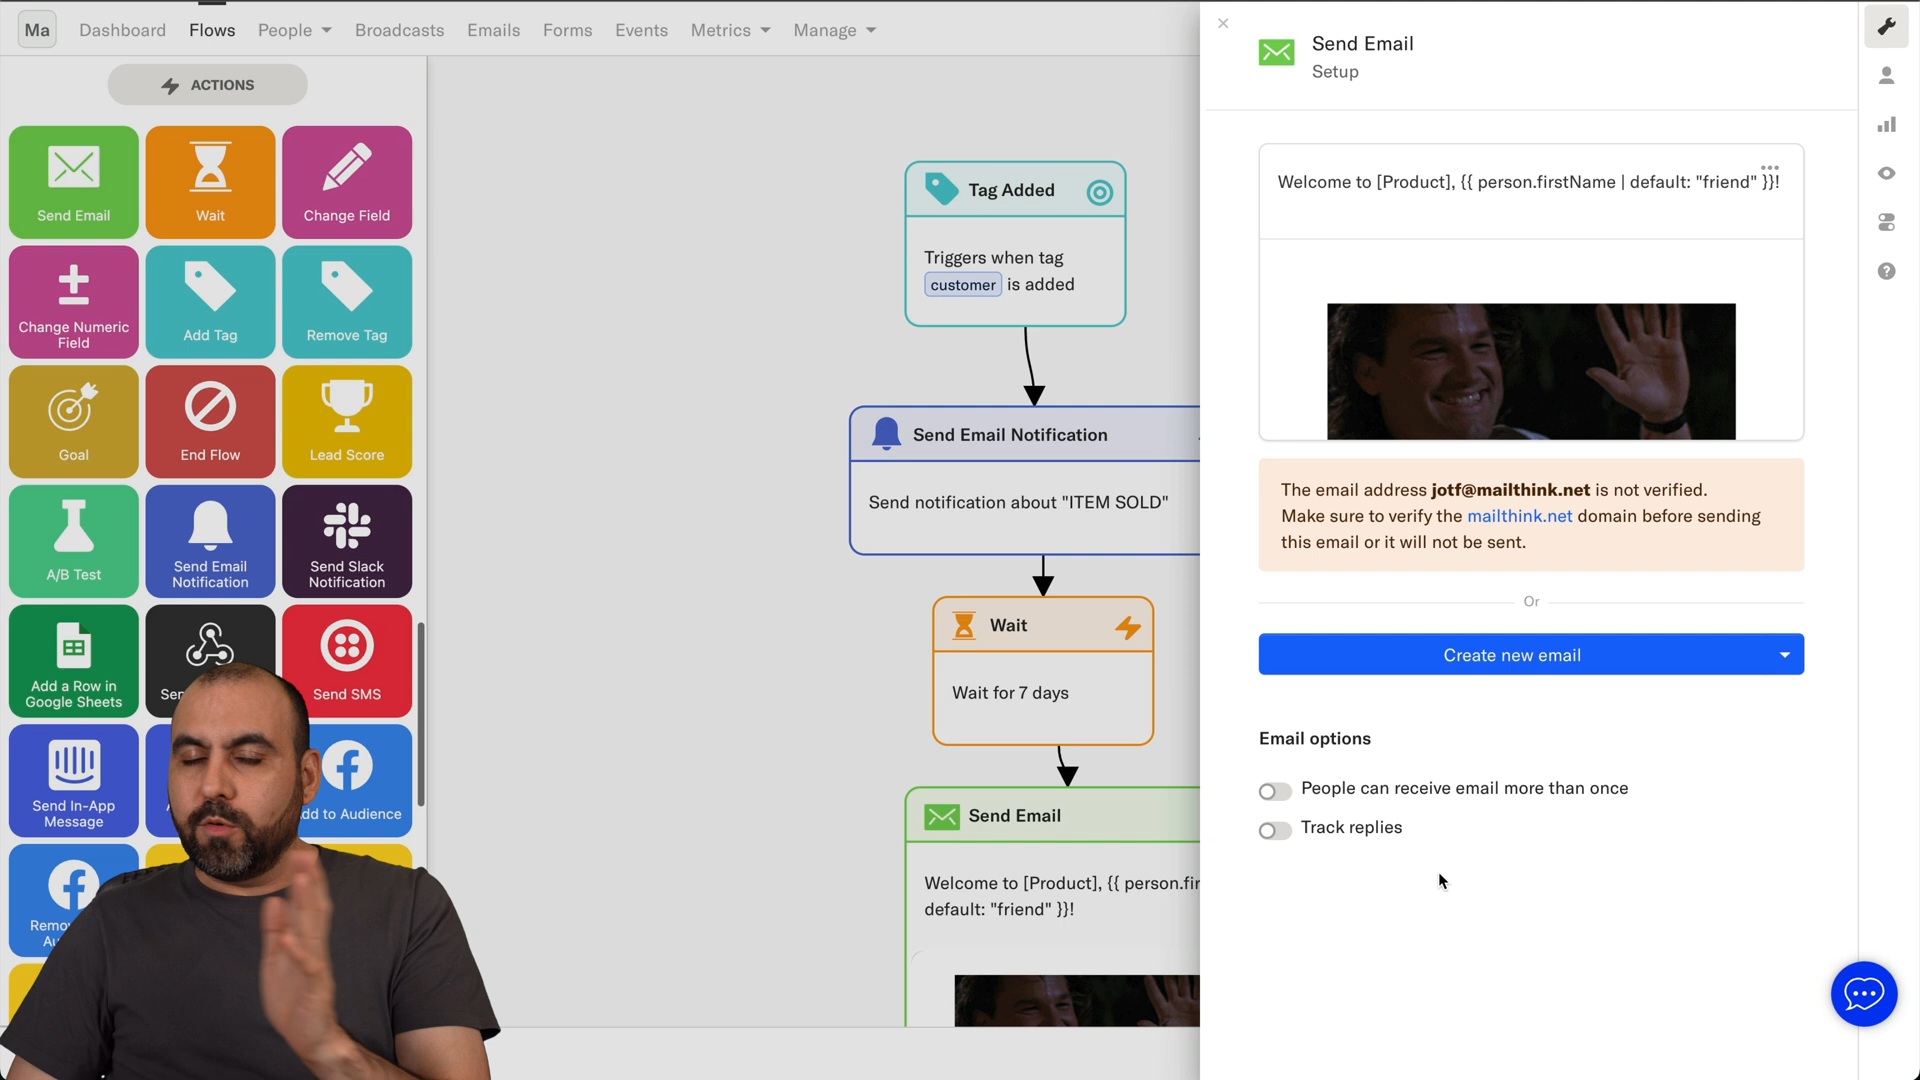 Ma
Dashboard
Flows
People
Broadcasts
Emails
Forms
Events
Metrics
Manage
ACTIONS
Send Email
Wait
Change Field
Change Numeric
Field
Add Tag
Remove Tag
Goal
End Flow
Lead Score
A/B Test
Send Email
Notification
Send Slack
Notification
Add a Row in
Google Sheets
Send SMS
Send In-App
Message
dd to Audience
Tag Added
Triggers when tag
customer is added
Send Email Notification
Send notification about "ITEM SOLD"
Wait
Wait for 7 days
Send Email
Welcome to [Product], {{ person.fir
default: "friend" }}!
Send Email
Setup
Welcome to [Product], {{ person.firstName | default: "friend" }}!
The email address jotf@mailthink.net is not verified.
Make sure to verify the mailthink.net domain before sending
this email or it will not be sent.
Or
Create new email
Email options
People can receive email more than once
Track replies